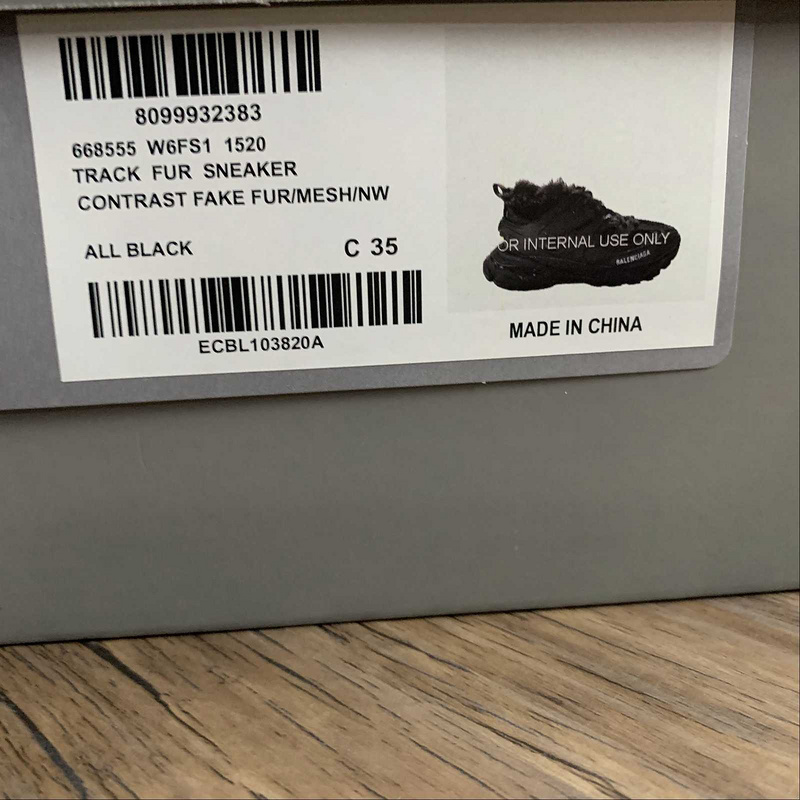 8099932383
668555 W6FS1 1520
TRACK FUR SNEAKER
CONTRAST FAKE FUR/MESH/NW
ALL BLACK C 35
ECBL103820A
OR INTERNAL USE ONLY
BALENCIAGA
MADE IN CHINA